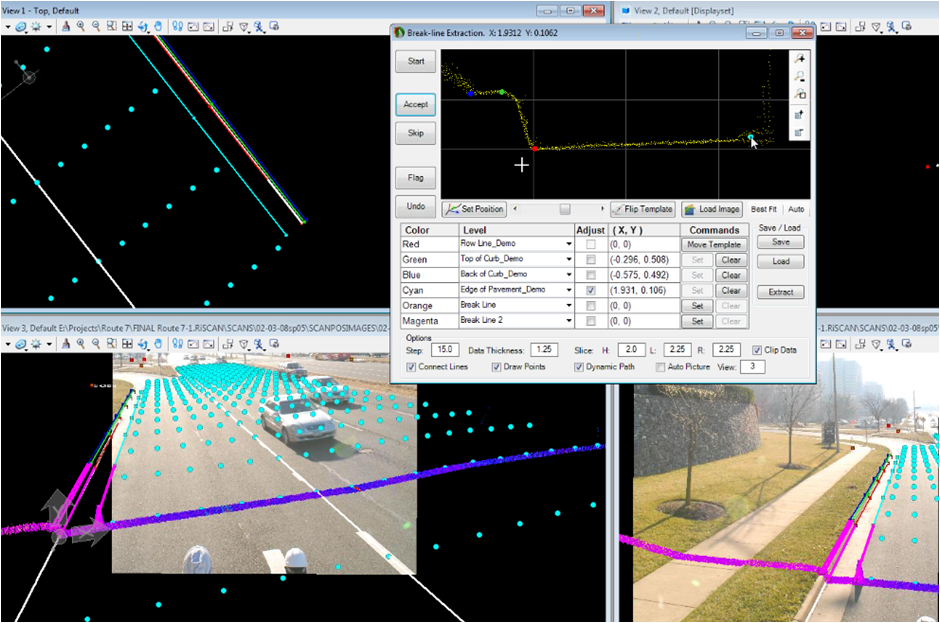 View 1 - Top, Default
View 2, Default [Displayset]
Break-line Extraction. X: 1.9312 Y: 0.1062
Start
Accept
Skip
Flag
Undo
Set Position
Flip Template
Load Image
Best Fit
Auto
Color Level Adjust ( X, Y ) Commands
Red Row Line_Demo (0, 0) Move Template
Green Top of Curb_Demo (-0.296, 0.508) Set Clear
Blue Back of Curb_Demo (-0.575, 0.492) Set Clear
Cyan Edge of Pavement_Demo (1.931, 0.106) Set Clear
Orange Break Line (0, 0) Set Clear
Magenta Break Line 2 (0, 0) Set Clear
Save / Load
Save
Load
Extract
Options
Step: 15.0 Data Thickness: 1.25 Slice: H: 2.0 L: 2.25 R: 2.25 Clip Data
Connect Lines Draw Points Dynamic Path Auto Picture View: 3
View 3, Default E:\Projects\Route 7\FINAL Route 7-1.RiSCAN\SCANS\02-03-08sp05\SCANPOSIMAGES\02-
-1.RiSCAN\SCANS\02-03-08sp